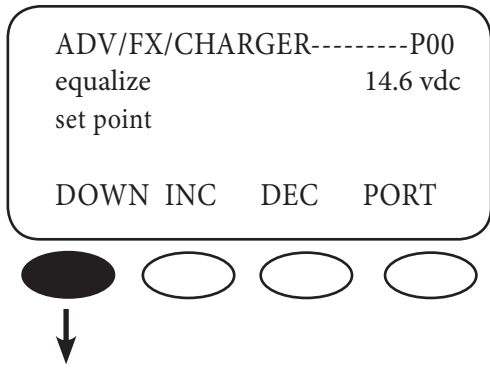 ADV/FX/CHARGER---------P00
equalize 14.6 vdc
set point
DOWN INC DEC PORT